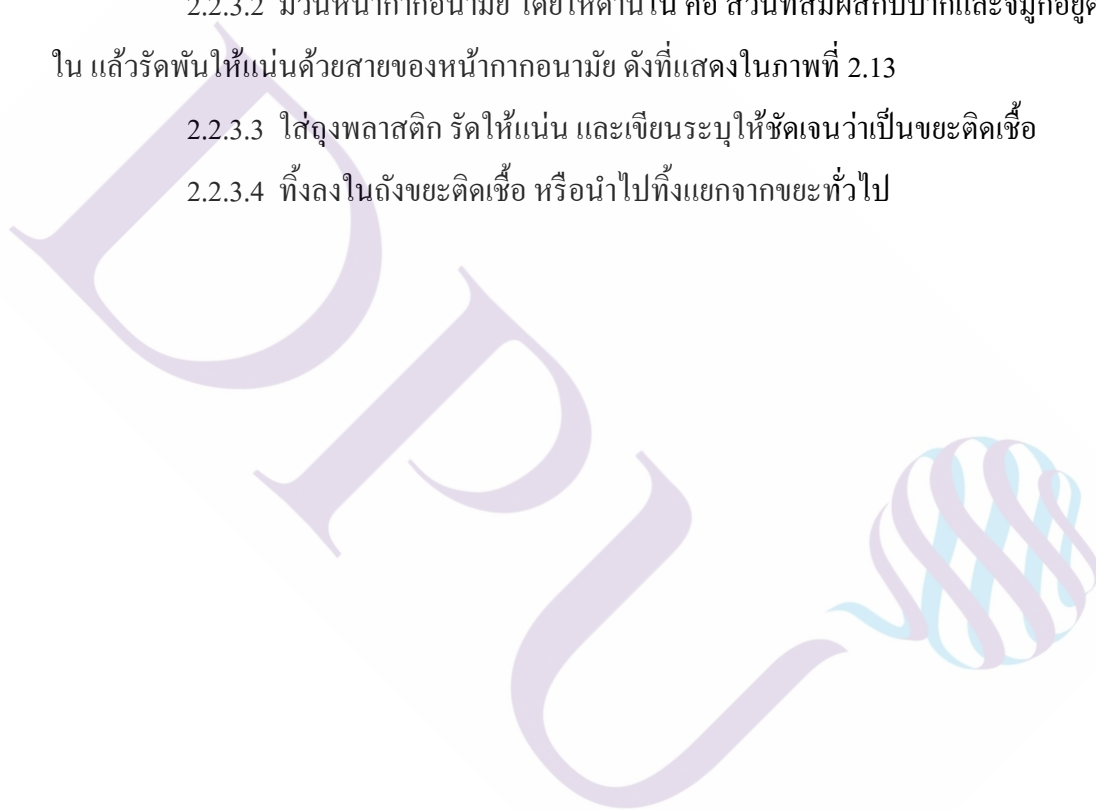 2.2.3.2 ม้วนหน้ากากอนามัย โดยให้ด้านใน คือ ส่วนที่สัมผัสกับปากและจมูกอยู่ด้
ใน แล้วรัดพันให้แน่นด้วยสายของหน้ากากอนามัย ดังที่แสดงในภาพที่ 2.13
2.2.3.3 ใส่ถุงพลาสติก รัดให้แน่น และเขียนระบุให้ชัดเจนว่าเป็นขยะติดเชื้อ
2.2.3.4 ทิ้งลงในถังขยะติดเชื้อ หรือนำไปทิ้งแยกจากขยะทั่วไป
DPU